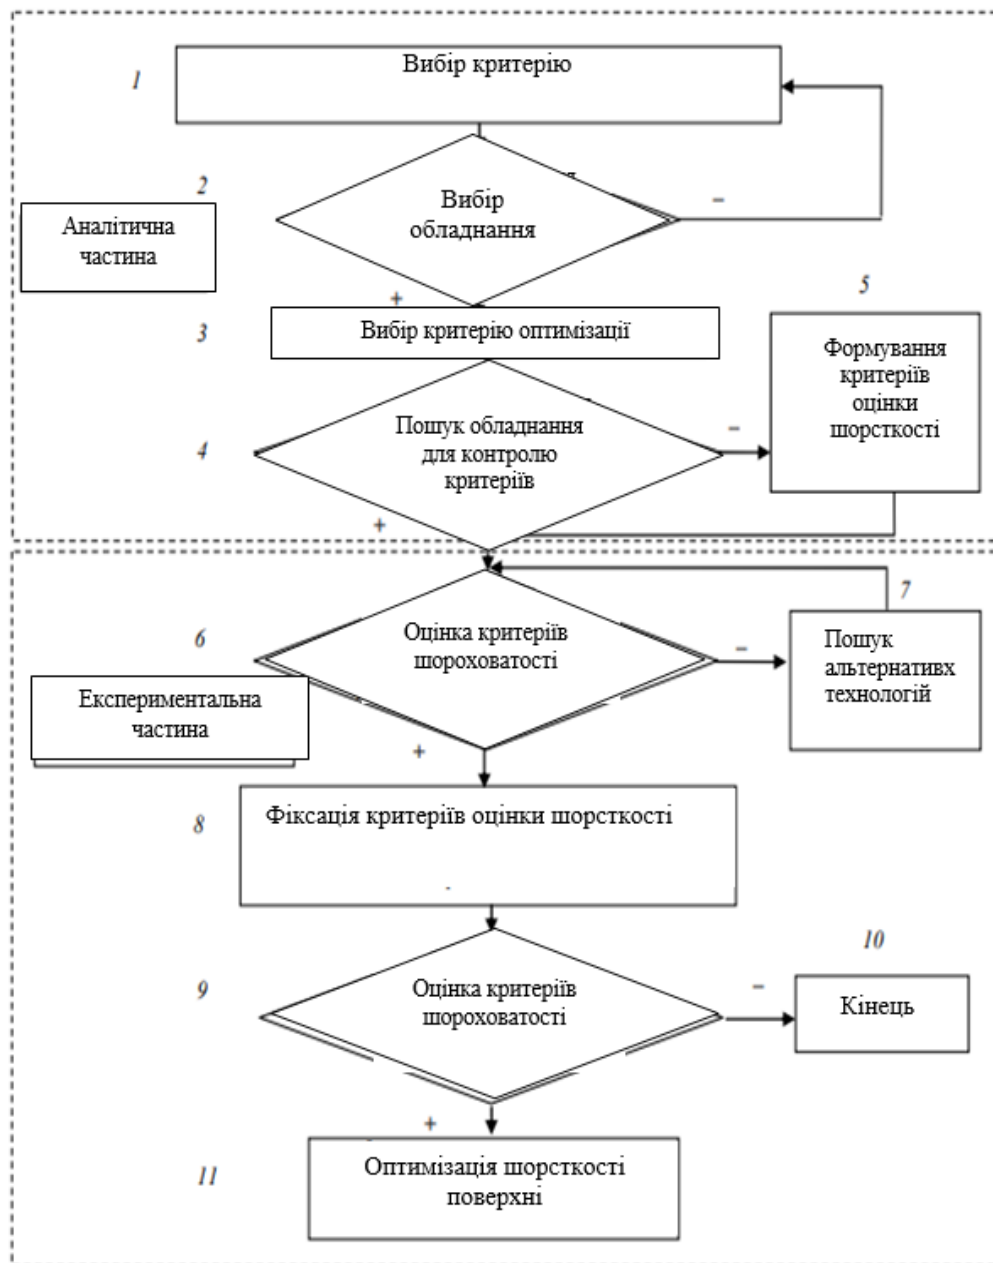 1
Вибір критерію
2
Вибір
обладнання
–
Аналітична
частина
+
3
Вибір критерію оптимізації
5
Формування
критеріїв
оцінки
шорсткості
4
Пошук обладнання
для контролю
критеріїв
–
+
6
Оцінка критеріїв
шороховатості
–
7
Пошук
альтернативх
технологій
Експериментальна
частина
+
8
Фіксація критеріїв оцінки шорсткості
9
Оцінка критеріїв
шороховатості
–
10
Кінець
+
11
Оптимізація шорсткості
поверхні